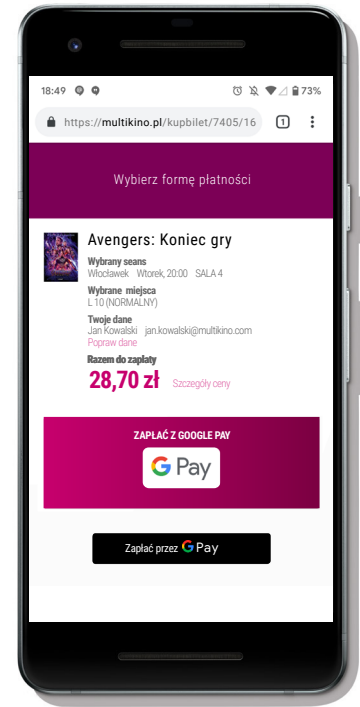 18:49 73%
https://multikino.pl/kupbilet/7405/16 1
Wybierz formę płatności
Avengers: Koniec gry
Wybrany seans
Włocławek Wtorek, 20:00 SALA 4
Wybrane miejsca
L 10 (NORMALNY)
Twoje dane
Jan Kowalski jan.kowalski@multikino.com
Popraw dane
Razem do zapłaty
28,70 zł Szczegóły ceny
ZAPŁAĆ Z GOOGLE PAY
G Pay
Zapłać przez G Pay